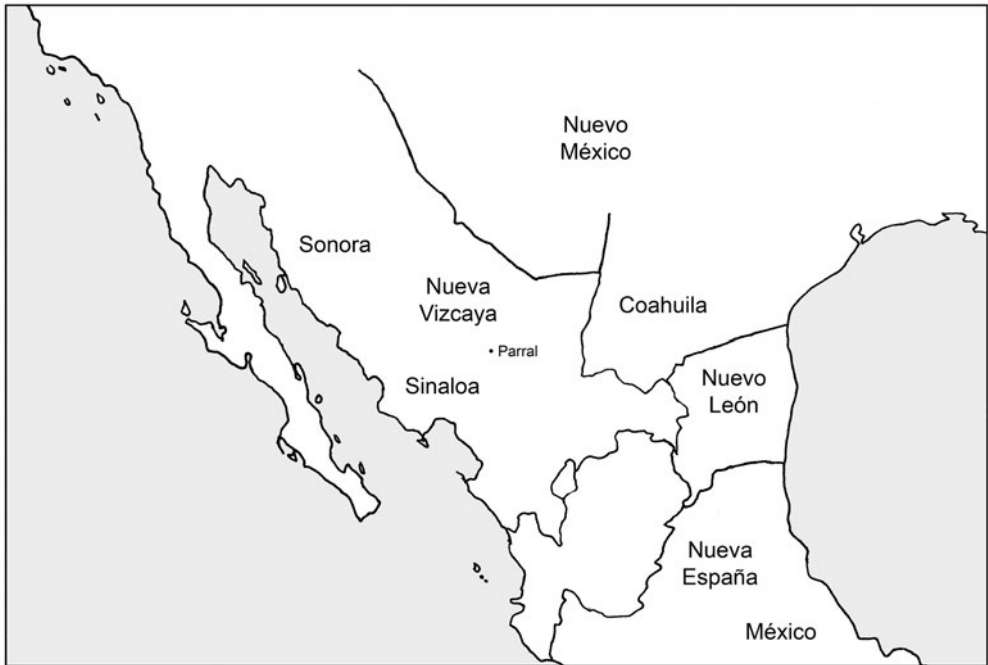 Nuevo
México
Sonora
Nueva
Vizcaya
Coahuila
Parral
Sinaloa
Nuevo
León
Nueva
España
México